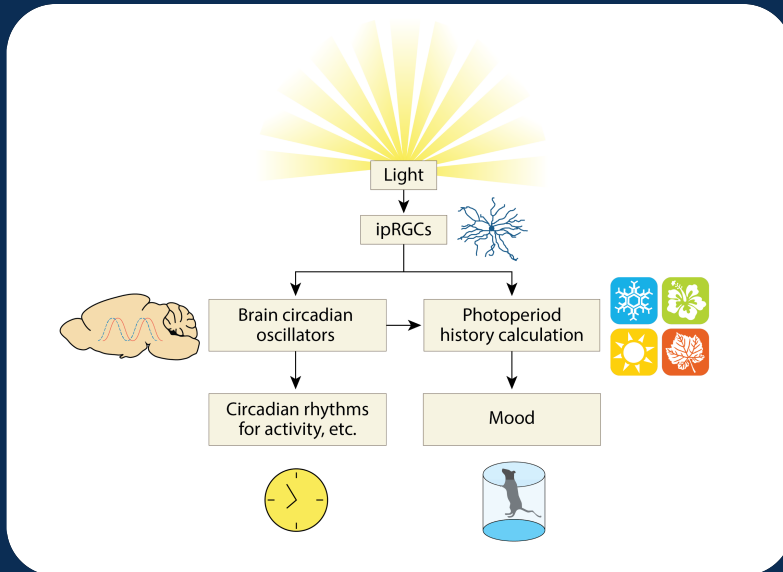 Light
ipRGCs
Brain circadian
oscillators
Photoperiod
history calculation
Circadian rhythms
for activity, etc.
Mood